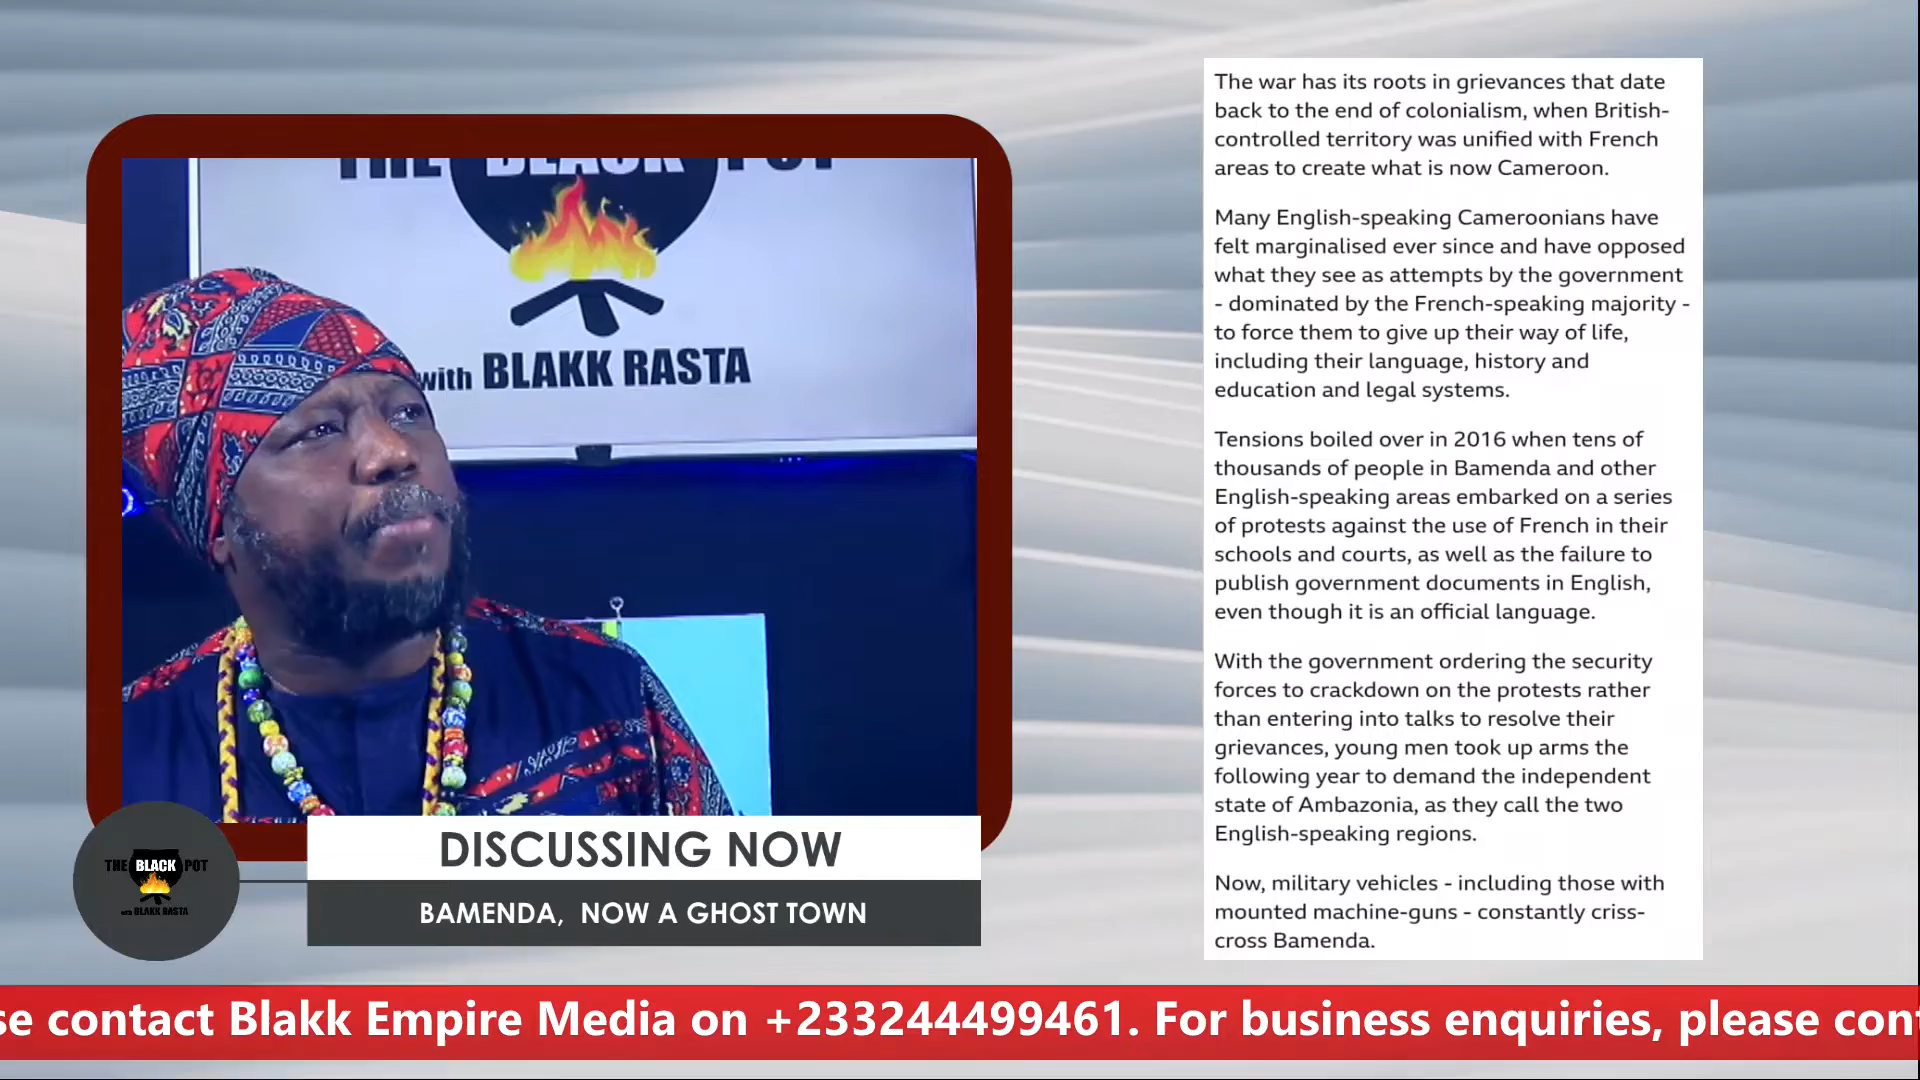 THE BLACK POT
with BLAKK RASTA
The war has its roots in grievances that date
back to the end of colonialism, when British-
controlled territory was unified with French
areas to create what is now Cameroon.
Many English-speaking Cameroonians have
felt marginalised ever since and have opposed
what they see as attempts by the government
- dominated by the French-speaking majority -
to force them to give up their way of life,
including their language, history and
education and legal systems.
Tensions boiled over in 2016 when tens of
thousands of people in Bamenda and other
English-speaking areas embarked on a series
of protests against the use of French in their
schools and courts, as well as the failure to
publish government documents in English,
even though it is an official language.
With the government ordering the security
forces to crackdown on the protests rather
than entering into talks to resolve their
grievances, young men took up arms the
following year to demand the independent
state of Ambazonia, as they call the two
English-speaking regions.
Now, military vehicles - including those with
mounted machine-guns - constantly criss-
cross Bamenda.
DISCUSSING NOW
BAMENDA, NOW A GHOST TOWN
THE BLACK POT
with BLAKK RASTA
se contact Blakk Empire Media on +233244499461. For business enquiries, please cont